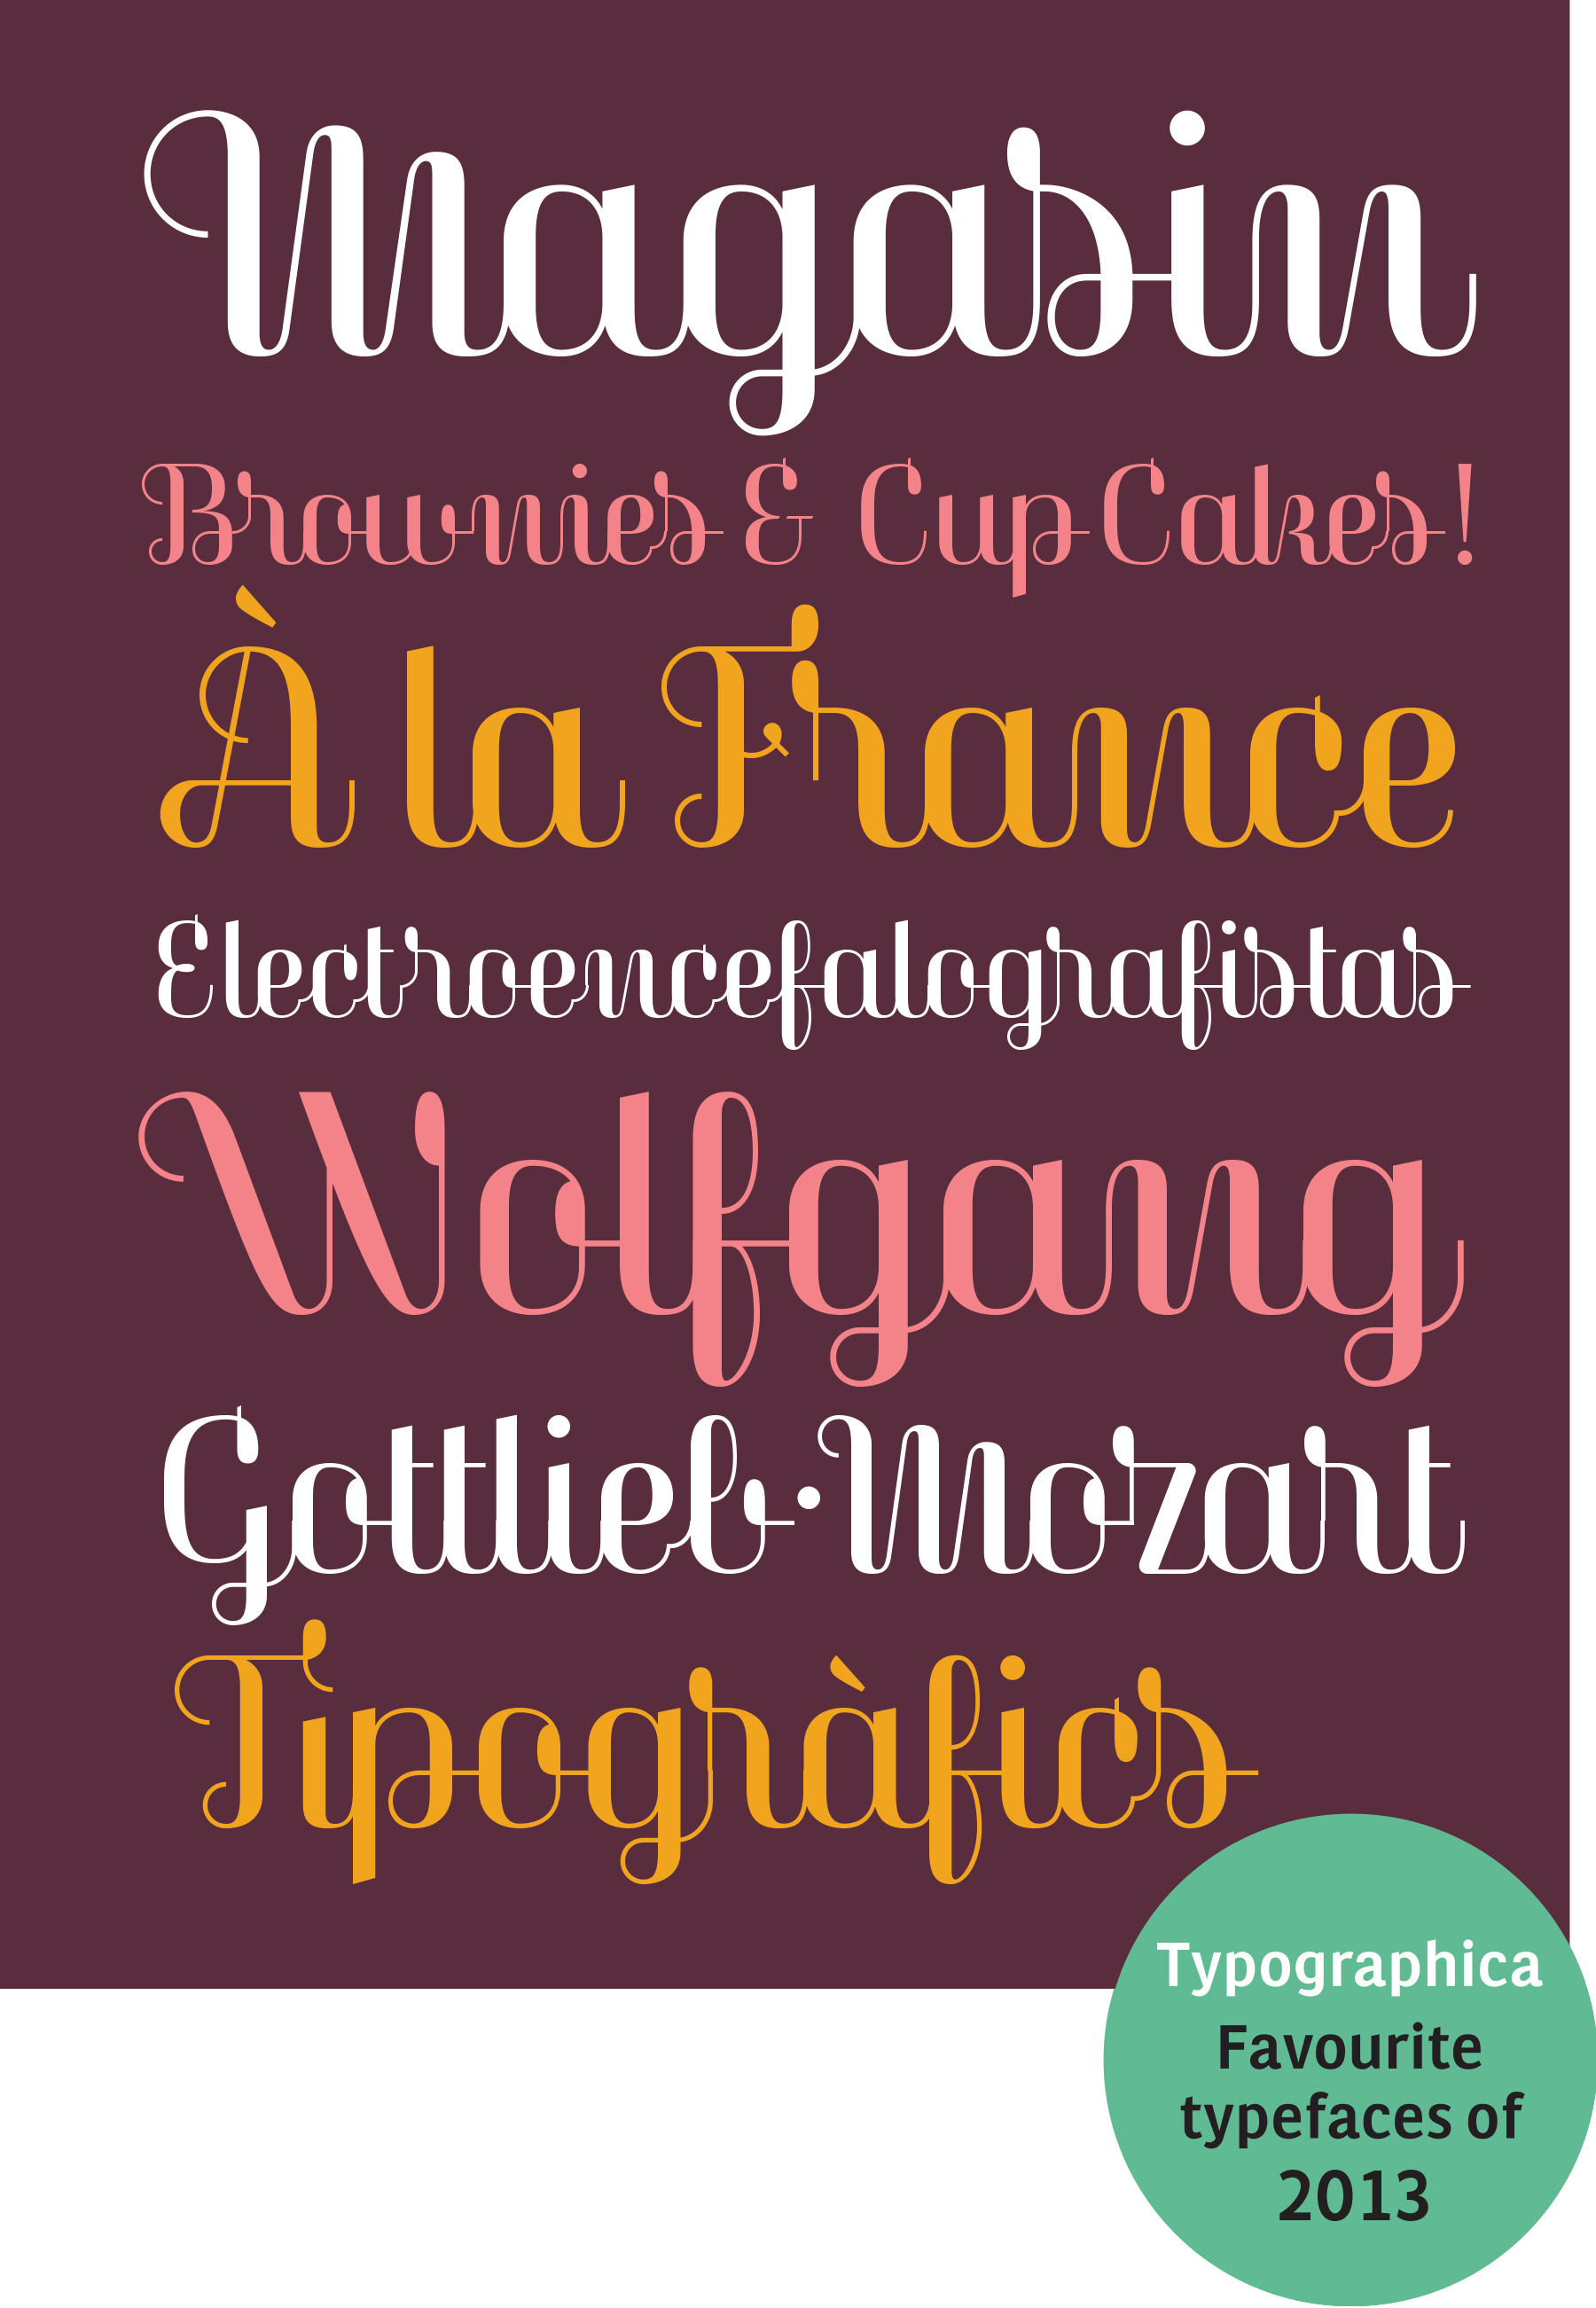 Magasin
Brownies & CupCakes!
À la France
Electroencefalografistas
Wolfgang
Gottlieb·Mozart
Tipogràfics
Typographica
Favourite
typefaces of
2013